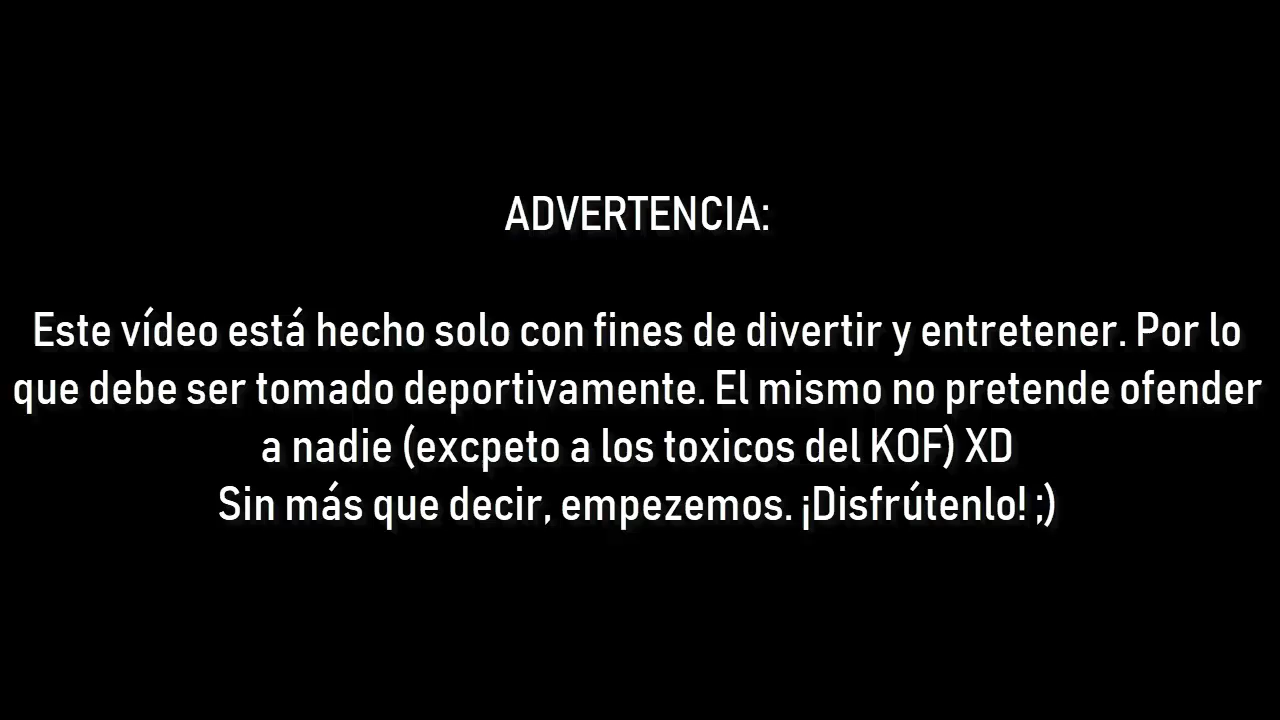 ADVERTENCIA:
Este vídeo está hecho solo con fines de divertir y entretener. Por lo
que debe ser tomado deportivamente. El mismo no pretende ofender
a nadie (excpeto a los toxicos del KOF) XD
Sin más que decir, empezemos. ¡Disfrútenlo! ;)